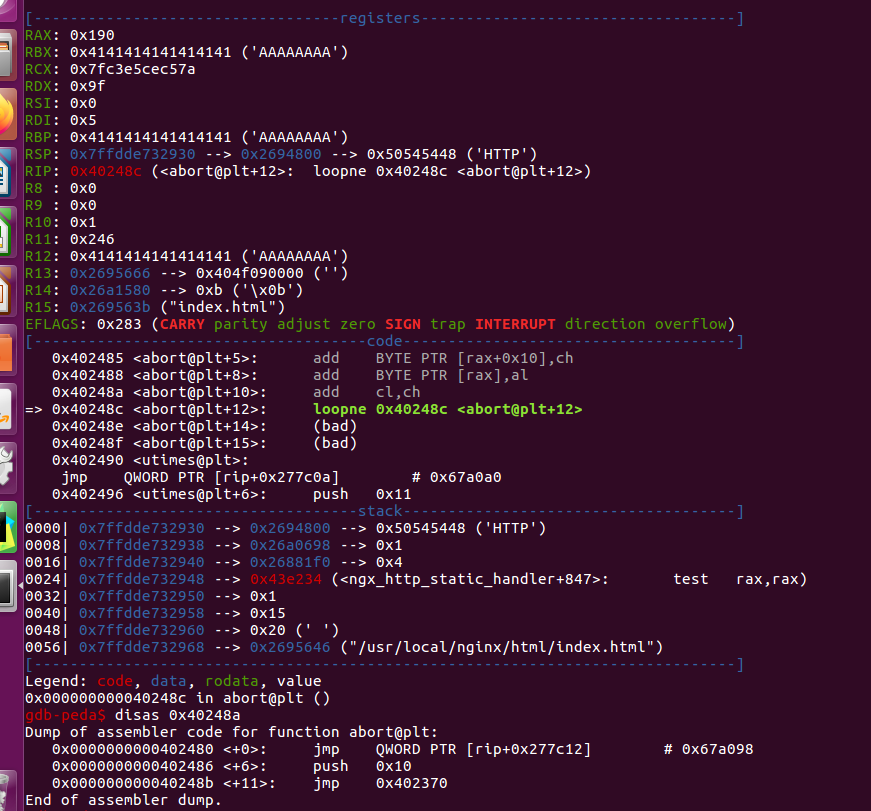 [----------------------------------registers-----------------------------------]
RAX: 0x190
RBX: 0x4141414141414141 ('AAAAAAAA')
RCX: 0x7fc3e5cec57a
RDX: 0x9f
RSI: 0x0
RDI: 0x5
RBP: 0x4141414141414141 ('AAAAAAAA')
RSP: 0x7ffdde732930 --> 0x2694800 --> 0x50545448 ('HTTP')
RIP: 0x40248c (<abort@plt+12>:  loopne 0x40248c <abort@plt+12>)
R8 : 0x0
R9 : 0x0
R10: 0x1
R11: 0x246
R12: 0x4141414141414141 ('AAAAAAAA')
R13: 0x2695666 --> 0x404f090000 ('')
R14: 0x26a1580 --> 0xb ('\x0b')
R15: 0x269563b ("index.html")
EFLAGS: 0x283 (CARRY parity adjust zero SIGN trap INTERRUPT direction overflow)
[-------------------------------------code-------------------------------------]
   0x402485 <abort@plt+5>:      add    BYTE PTR [rax+0x10],ch
   0x402488 <abort@plt+8>:      add    BYTE PTR [rax],al
   0x40248a <abort@plt+10>:     add    cl,ch
=> 0x40248c <abort@plt+12>:     loopne 0x40248c <abort@plt+12>
   0x40248e <abort@plt+14>:     (bad)
   0x40248f <abort@plt+15>:     (bad)
   0x402490 <utimes@plt>:
    jmp    QWORD PTR [rip+0x277c0a]        # 0x67a0a0
   0x402496 <utimes@plt+6>:     push   0x11
[------------------------------------stack-------------------------------------]
0000| 0x7ffdde732930 --> 0x2694800 --> 0x50545448 ('HTTP')
0008| 0x7ffdde732938 --> 0x26a0698 --> 0x1
0016| 0x7ffdde732940 --> 0x26881f0 --> 0x4
0024| 0x7ffdde732948 --> 0x43e234 (<ngx_http_static_handler+847>:       test   rax,rax)
0032| 0x7ffdde732950 --> 0x1
0040| 0x7ffdde732958 --> 0x15
0048| 0x7ffdde732960 --> 0x20 (' ')
0056| 0x7ffdde732968 --> 0x2695646 ("/usr/local/nginx/html/index.html")
[------------------------------------------------------------------------------]
Legend: code, data, rodata, value
0x000000000040248c in abort@plt ()
gdb-peda$ disas 0x40248a
Dump of assembler code for function abort@plt:
   0x0000000000402480 <+0>:     jmp    QWORD PTR [rip+0x277c12]        # 0x67a098
   0x0000000000402486 <+6>:     push   0x10
   0x000000000040248b <+11>:    jmp    0x402370
End of assembler dump.